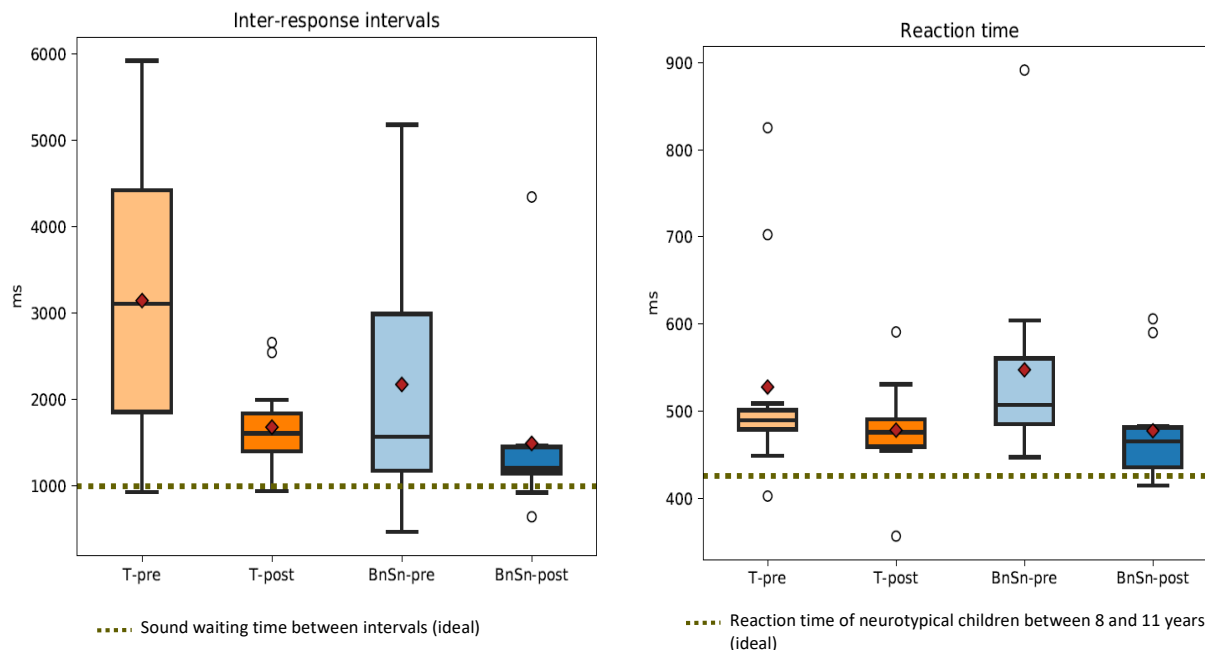 Inter-response intervals
6000
5000
4000
3000
2000
1000
ms
T-pre
T-post
BnSn-pre
BnSn-post
Sound waiting time between intervals (ideal)
Reaction time
900
800
700
600
500
400
ms
T-pre
T-post
BnSn-pre
BnSn-post
Reaction time of neurotypical children between 8 and 11 years
(ideal)